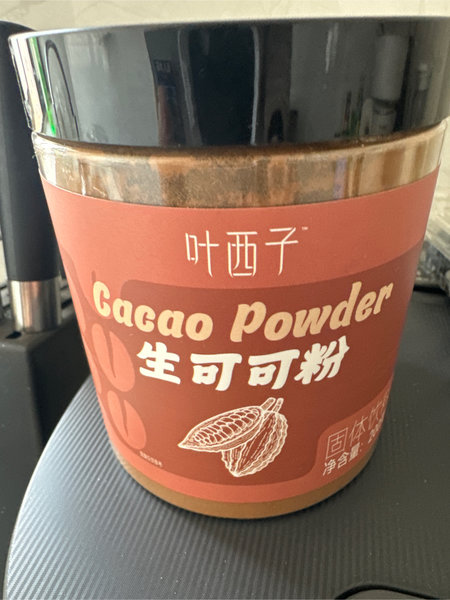 叶西子™
Cacao Powder
生可可粉
固体饮
净含量: